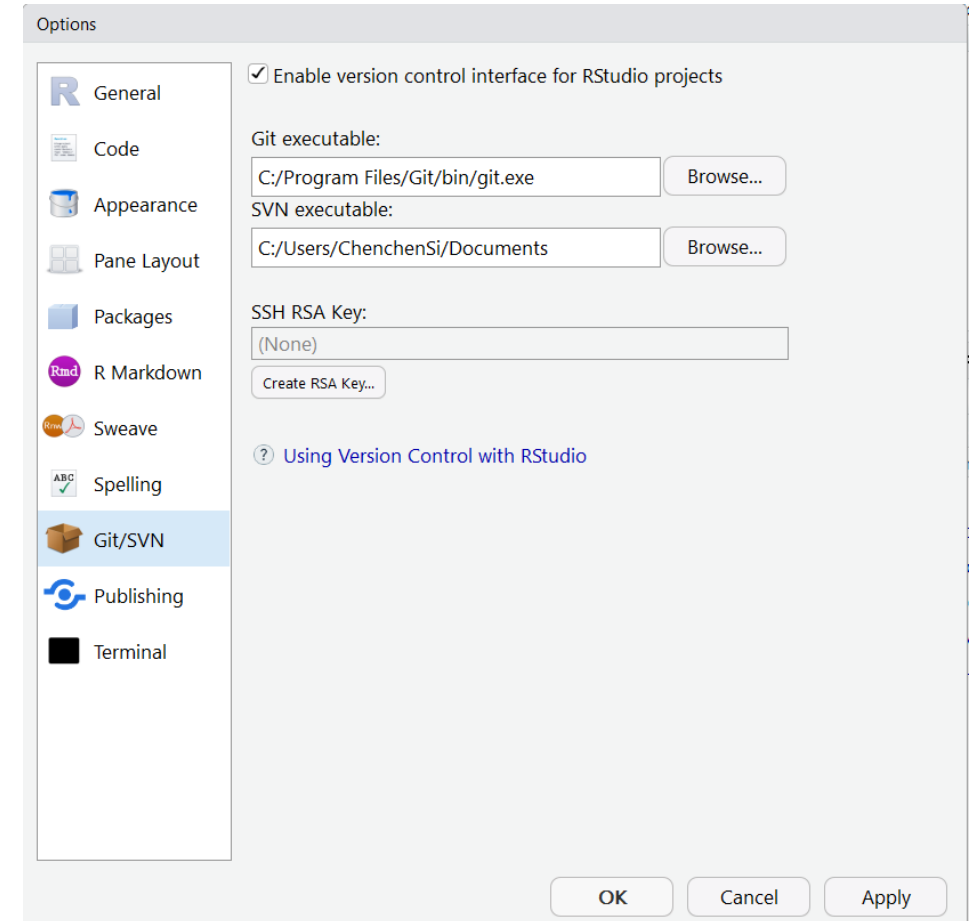 Options
General
Code
Appearance
Pane Layout
Packages
Rmd R Markdown
Rnw Sweave
ABC Spelling
Git/SVN
Publishing
Terminal
Enable version control interface for RStudio projects
Git executable:
C:/Program Files/Git/bin/git.exe Browse...
SVN executable:
C:/Users/ChenchenSi/Documents Browse...
SSH RSA Key:
(None)
Create RSA Key...
? Using Version Control with RStudio
OK Cancel Apply